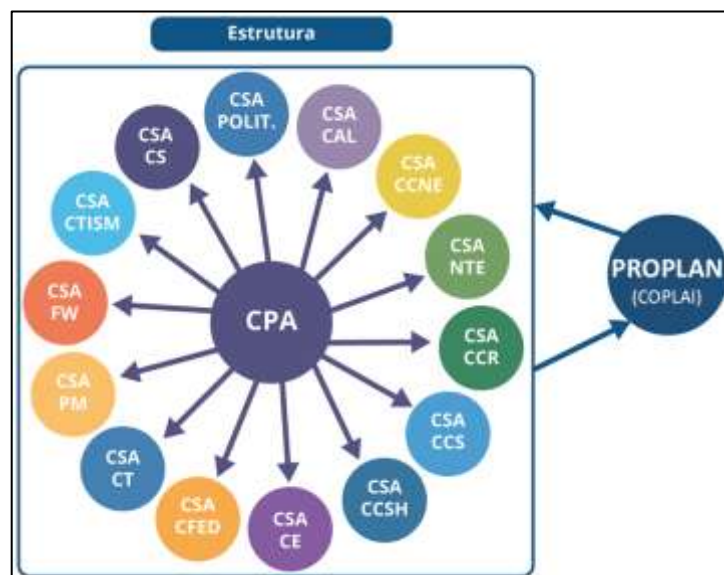 Estrutura
CSA
POLIT.
CSA
CAL
CSA
CS
CSA
CCNE
CSA
CTISM
CSA
NTE
PROPLAN
(COPLAI)
CSA
FW
CPA
CSA
CCR
CSA
PM
CSA
CCS
CSA
CT
CSA
CCSH
CSA
CFED
CSA
CE